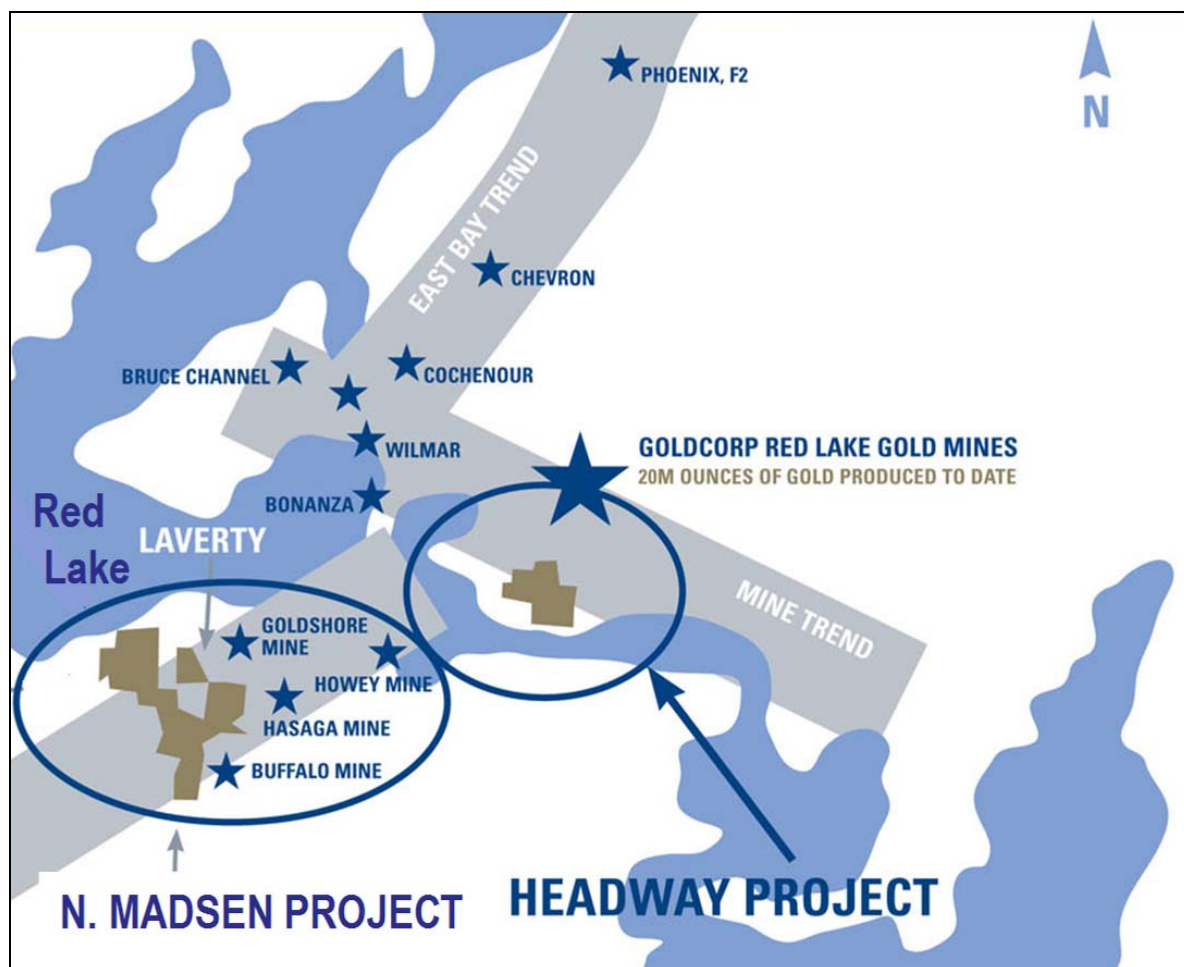 PHOENIX, F2
N
EAST BAY TREND
CHEVRON
BRUCE CHANNEL
COCHENOUR
WILMAR
GOLDCORP RED LAKE GOLD MINES
20M OUNCES OF GOLD PRODUCED TO DATE
BONANZA
Red
Lake
LAVERTY
MINE TREND
GOLDSHORE
MINE
HOWEY MINE
HASAGA MINE
BUFFALO MINE
N. MADSEN PROJECT
HEADWAY PROJECT